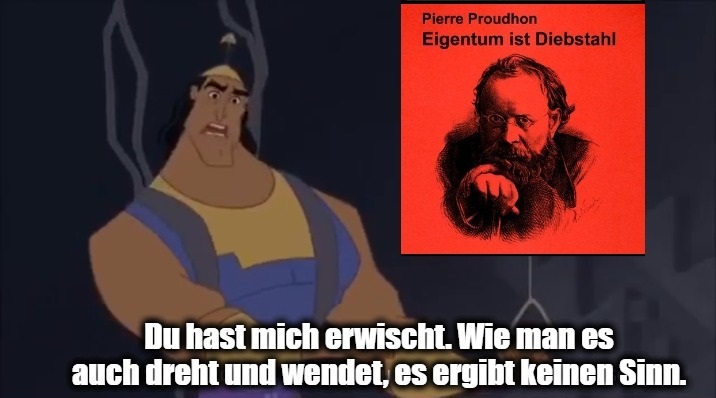 Pierre Proudhon
Eigentum ist Diebstahl
Du hast mich erwischt. Wie man es
auch dreht und wendet, es ergibt keinen Sinn.